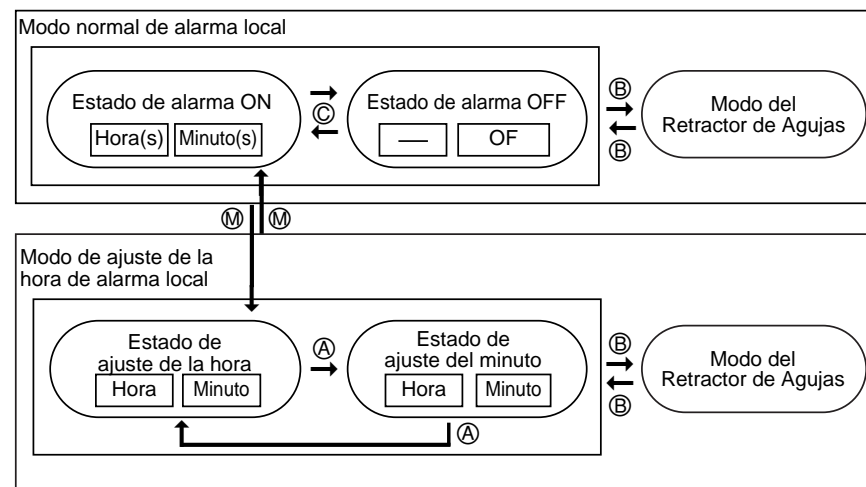 Modo normal de alarma local
Estado de alarma ON
Hora(s) Minuto(s)
Ⓒ
Estado de alarma OFF
— OF
Ⓑ
Ⓑ
Modo del
Retractor de Agujas
Ⓜ Ⓜ
Modo de ajuste de la
hora de alarma local
Estado de
ajuste de la hora
Hora Minuto
Ⓐ
Estado de
ajuste del minuto
Hora Minuto
Ⓐ
Ⓑ
Ⓑ
Modo del
Retractor de Agujas